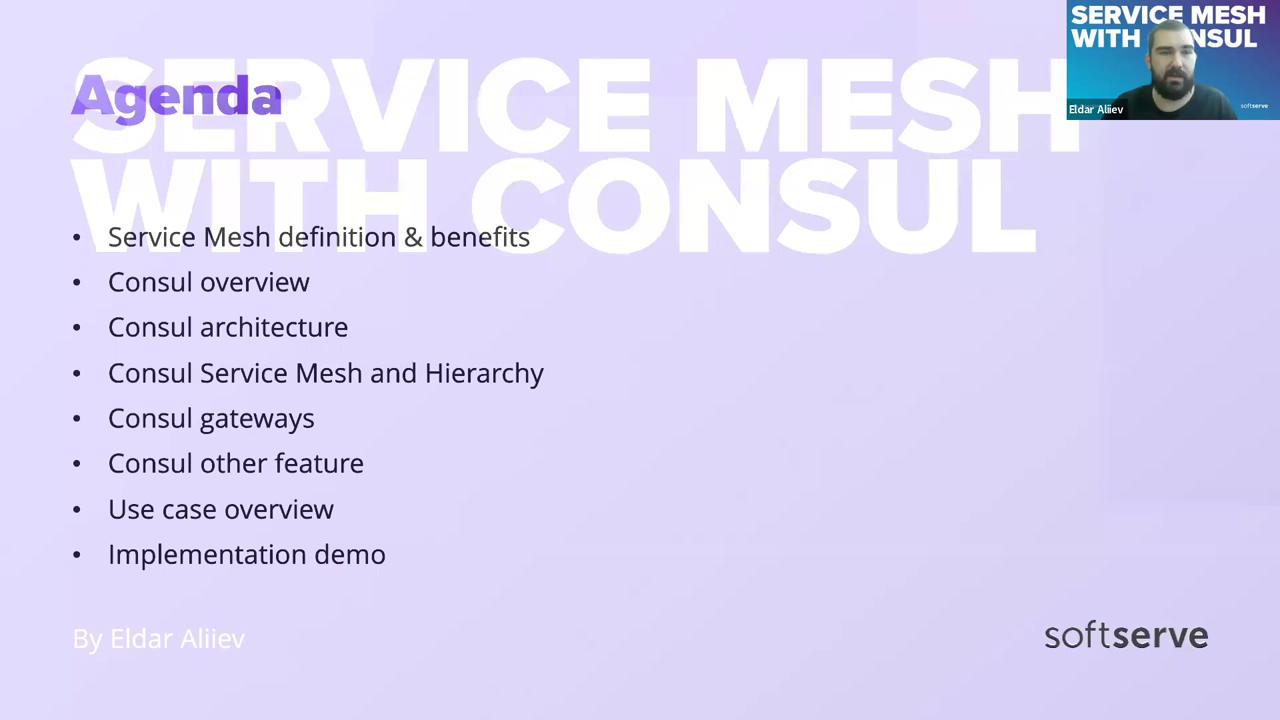 Agenda
SERVICE MESH
WITH CONSUL
• Service Mesh definition & benefits
• Consul overview
• Consul architecture
• Consul Service Mesh and Hierarchy
• Consul gateways
• Consul other feature
• Use case overview
• Implementation demo
By Eldar Aliiev
softserve
SERVICE MESH
WITH NSUL
Eldar Aliiev
softserve